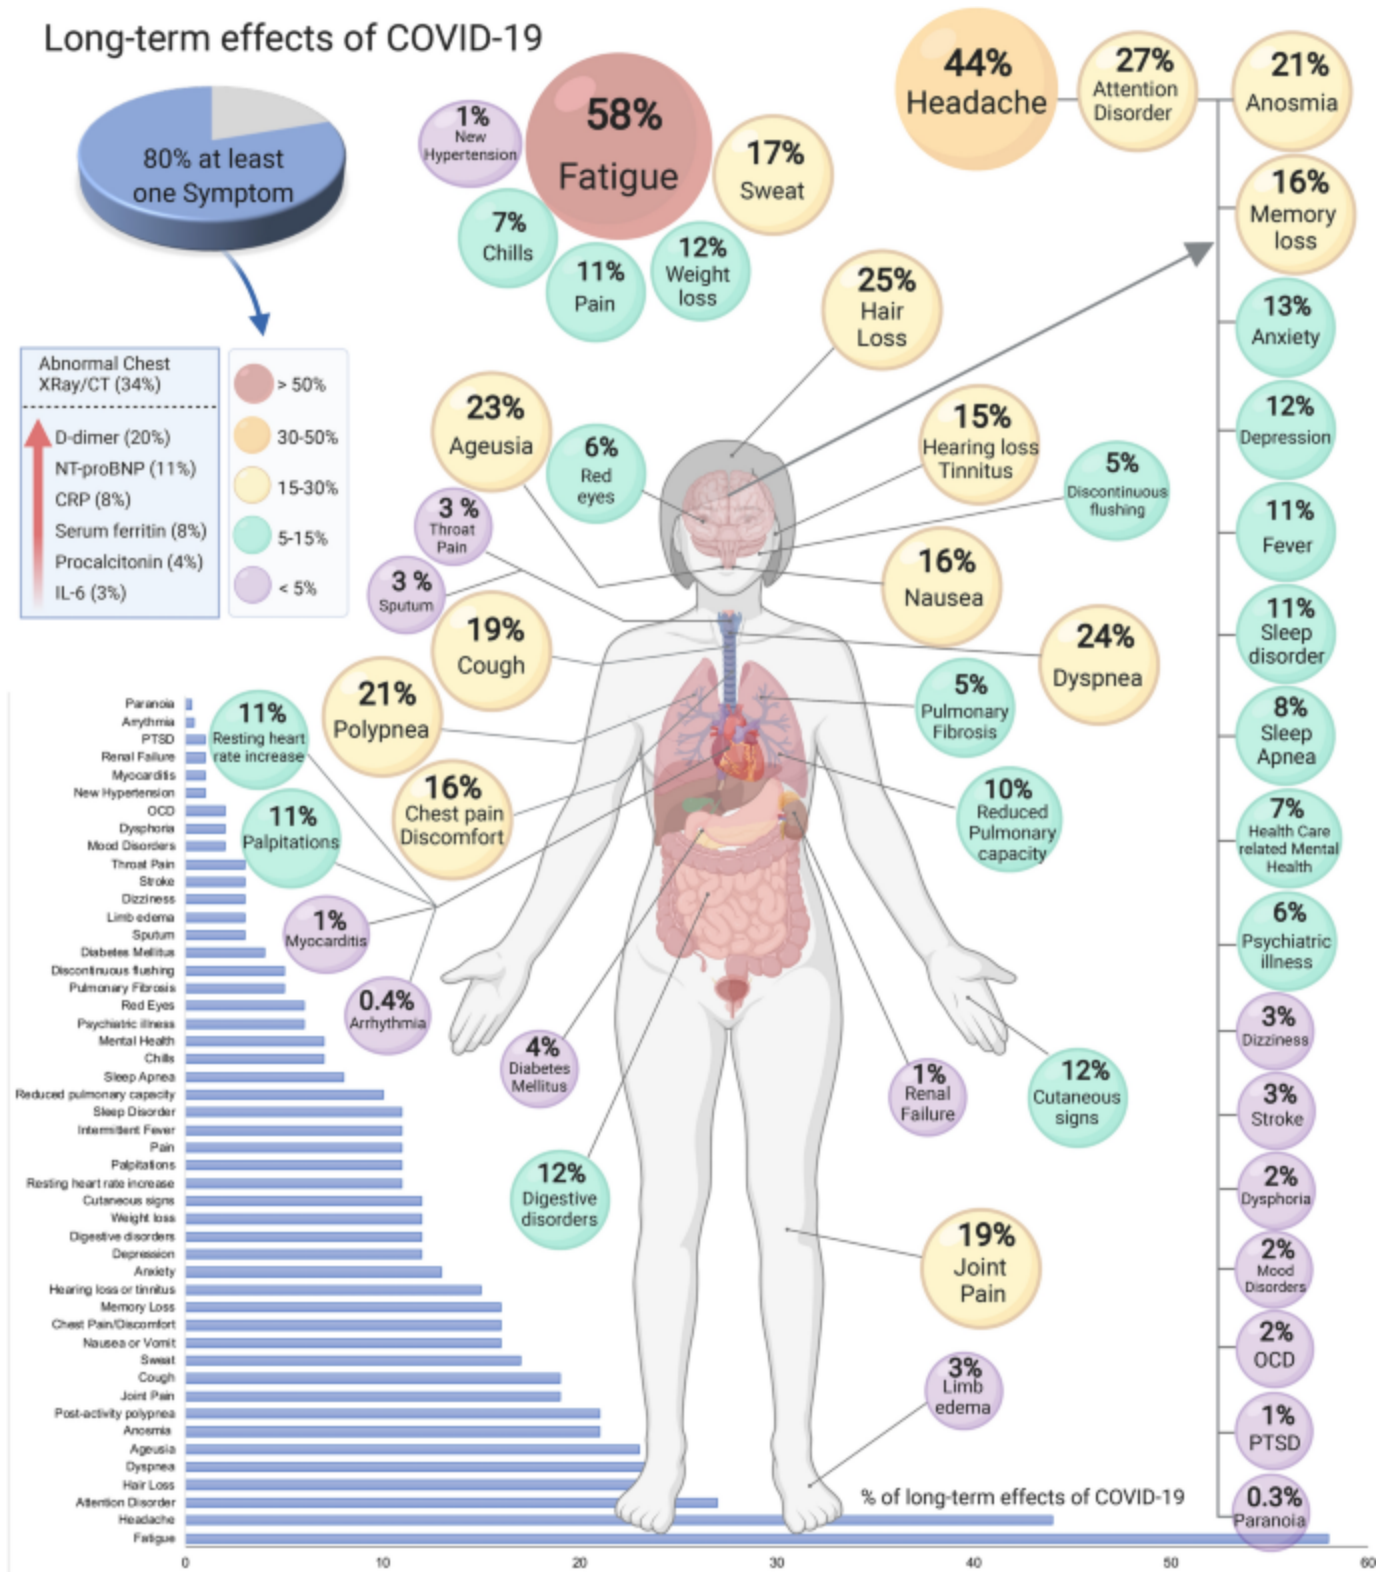 Long-term effects of COVID-19
80% at least
one Symptom
Abnormal Chest
XRay/CT (34%)
D-dimer (20%)
NT-proBNP (11%)
CRP (8%)
Serum ferritin (8%)
Procalcitonin (4%)
IL-6 (3%)
> 50%
30-50%
15-30%
5-15%
< 5%
1%
New
Hypertension
58%
Fatigue
17%
Sweat
7%
Chills
11%
Pain
12%
Weight
loss
44%
Headache
27%
Attention
Disorder
21%
Anosmia
16%
Memory
loss
13%
Anxiety
12%
Depression
11%
Fever
11%
Sleep
disorder
8%
Sleep
Apnea
7%
Health Care
related Mental
Health
6%
Psychiatric
illness
3%
Dizziness
3%
Stroke
2%
Dysphoria
2%
Mood
Disorders
2%
OCD
1%
PTSD
0.3%
Paranoia
25%
Hair
Loss
23%
Ageusia
6%
Red
eyes
15%
Hearing loss
Tinnitus
5%
Discontinuous
flushing
3 %
Throat
Pain
3 %
Sputum
16%
Nausea
19%
Cough
24%
Dyspnea
21%
Polypnea
5%
Pulmonary
Fibrosis
11%
Resting heart
rate increase
16%
Chest pain
Discomfort
10%
Reduced
Pulmonary
capacity
11%
Palpitations
1%
Myocarditis
0.4%
Arrhythmia
4%
Diabetes
Mellitus
1%
Renal
Failure
12%
Cutaneous
signs
12%
Digestive
disorders
19%
Joint
Pain
3%
Limb
edema
Paranoia
Arrythmia
PTSD
Renal Failure
Myocarditis
New Hypertension
OCD
Dysphoria
Mood Disorders
Throat Pain
Stroke
Dizziness
Limb edema
Sputum
Diabetes Mellitus
Discontinuous flushing
Pulmonary Fibrosis
Red Eyes
Psychiatric illness
Mental Health
Chills
Sleep Apnea
Reduced pulmonary capacity
Sleep Disorder
Intermittent Fever
Pain
Palpitations
Resting heart rate increase
Cutaneous signs
Weight loss
Digestive disorders
Depression
Anxiety
Hearing loss or tinnitus
Memory Loss
Chest Pain/Discomfort
Nausea or Vomit
Sweat
Cough
Joint Pain
Post-activity polypnea
Anosmia
Ageusia
Dyspnea
Hair Loss
Attention Disorder
Headache
Fatigue
% of long-term effects of COVID-19
0 10 20 30 40 50 60